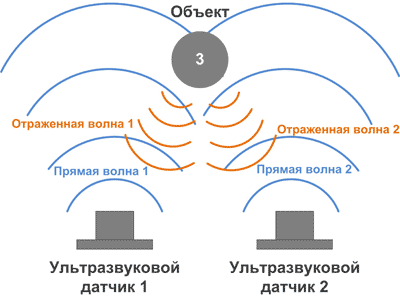 Объект
3
Отраженная волна 1
Отраженная волна 2
Прямая волна 1
Прямая волна 2
Ультразвуковой
датчик 1
Ультразвуковой
датчик 2